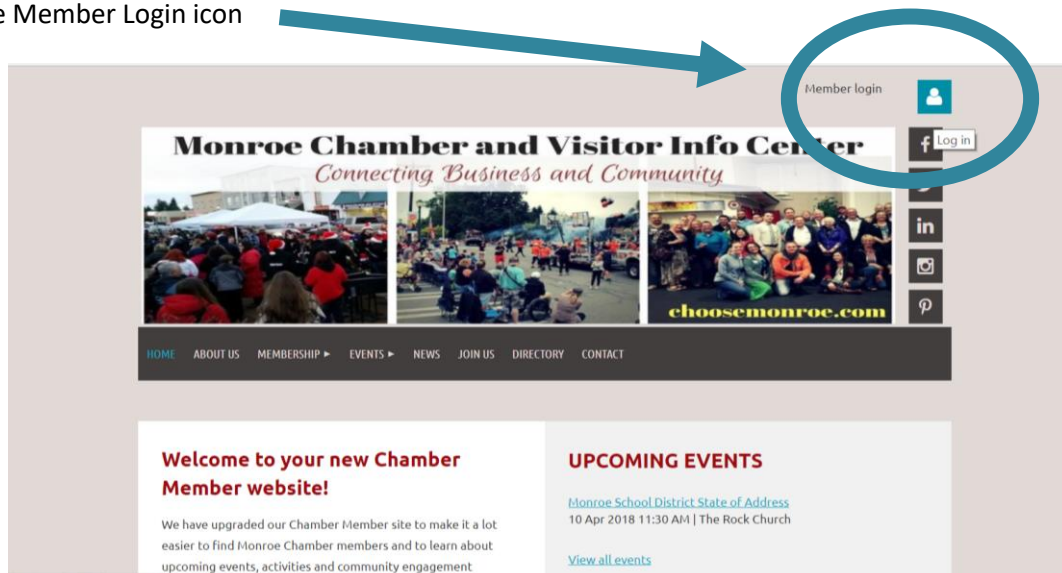 Member Login icon
Member login
Log in
Monroe Chamber and Visitor Info Center
Connecting Business and Community
choosemonroe.com
HOME ABOUT US MEMBERSHIP ► EVENTS ► NEWS JOIN US DIRECTORY CONTACT
Welcome to your new Chamber
Member website!
We have upgraded our Chamber Member site to make it a lot
easier to find Monroe Chamber members and to learn about
upcoming events, activities and community engagement
UPCOMING EVENTS
Monroe School District State of Address
10 Apr 2018 11:30 AM | The Rock Church
View all events